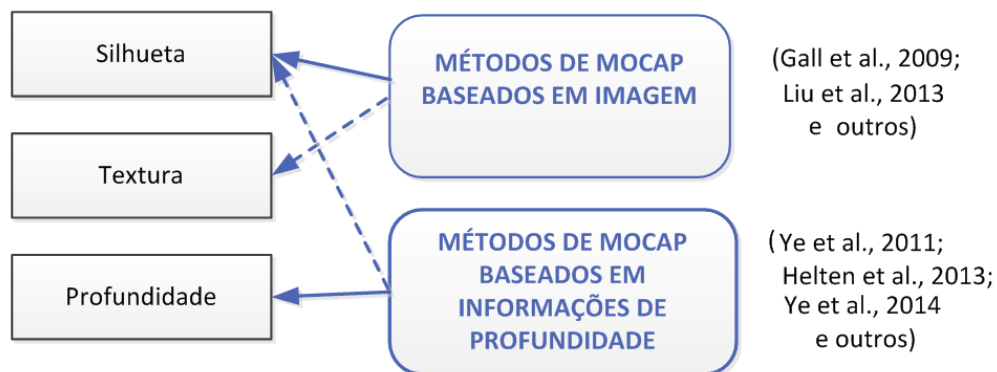 Silhueta
Textura
Profundidade
MÉTODOS DE MOCAP
BASEADOS EM IMAGEM
(Gall et al., 2009;
Liu et al., 2013
e outros)
MÉTODOS DE MOCAP
BASEADOS EM
INFORMAÇÕES DE
PROFUNDIDADE
(Ye et al., 2011;
Helten et al., 2013;
Ye et al., 2014
e outros)